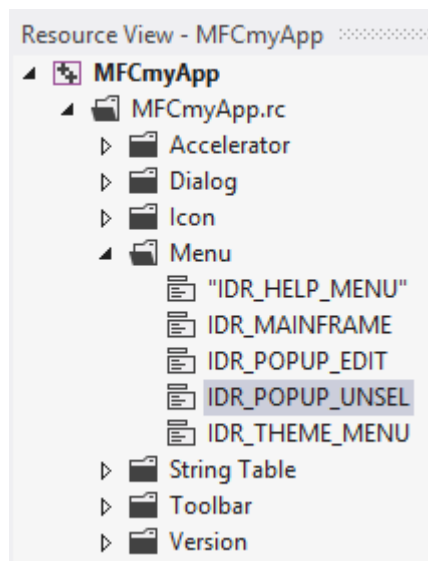 Resource View - MFCmyApp
MFCmyApp
MFCmyApp.rc
Accelerator
Dialog
Icon
Menu
"IDR_HELP_MENU"
IDR_MAINFRAME
IDR_POPUP_EDIT
IDR_POPUP_UNSEL
IDR_THEME_MENU
String Table
Toolbar
Version